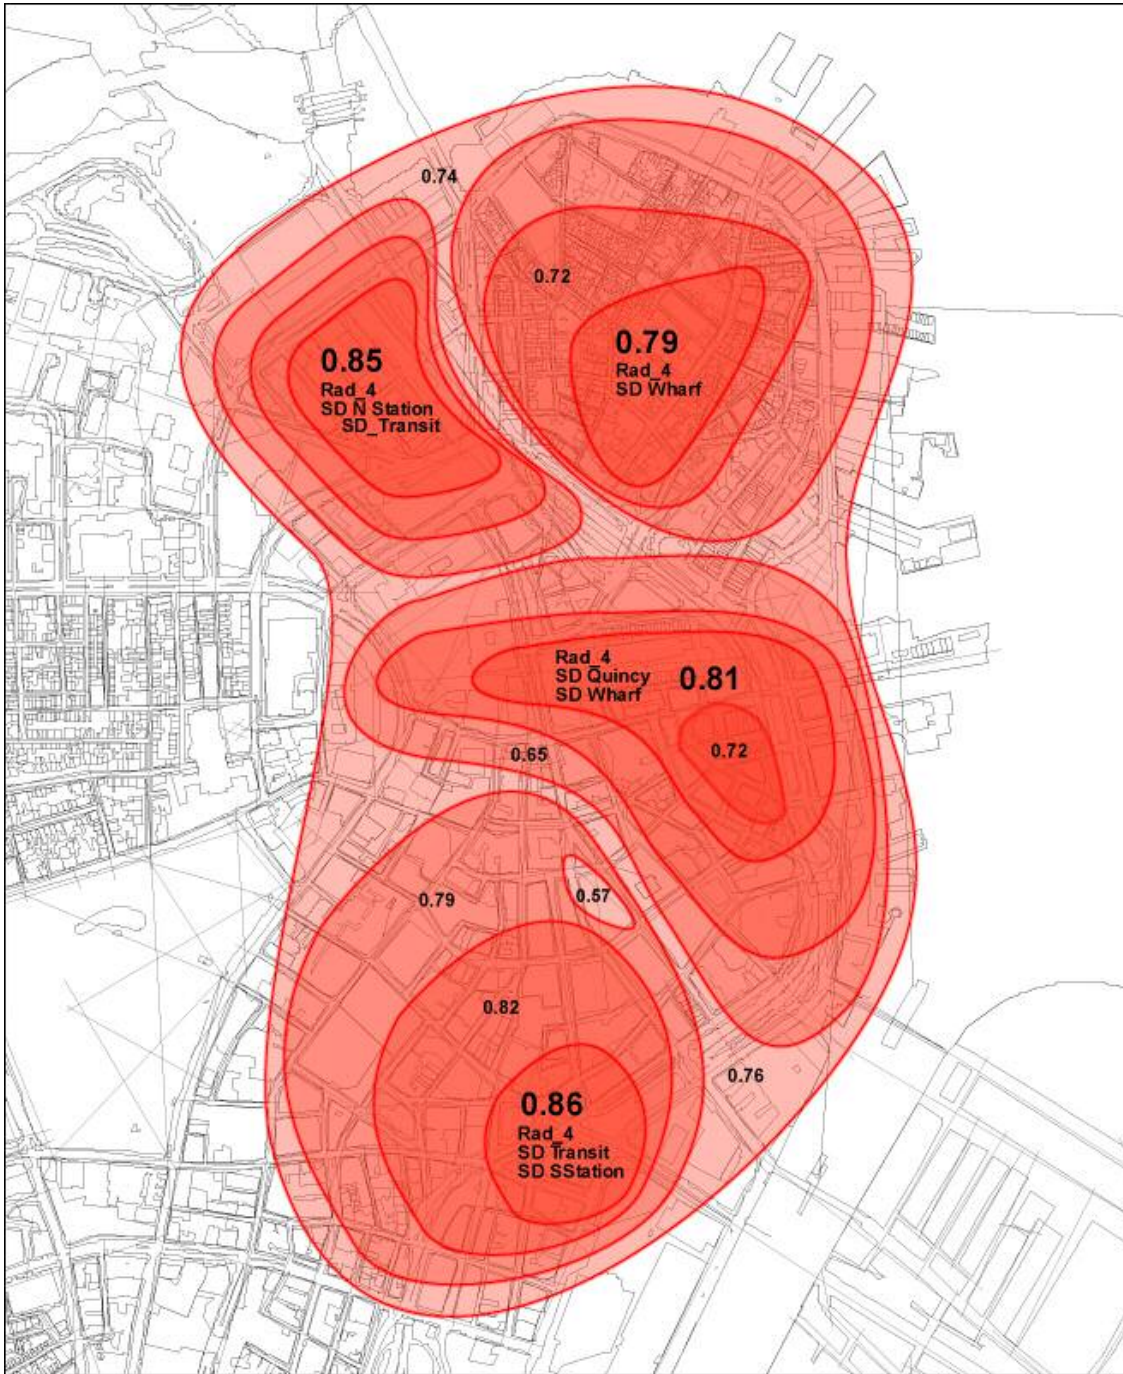 0.74
0.72
0.85
Rad_4
SD N Station
SD_Transit
0.79
Rad_4
SD Wharf
Rad_4
SD Quincy
SD Wharf
0.81
0.65
0.72
0.79
0.57
0.82
0.76
0.86
Rad_4
SD Transit
SD SStation